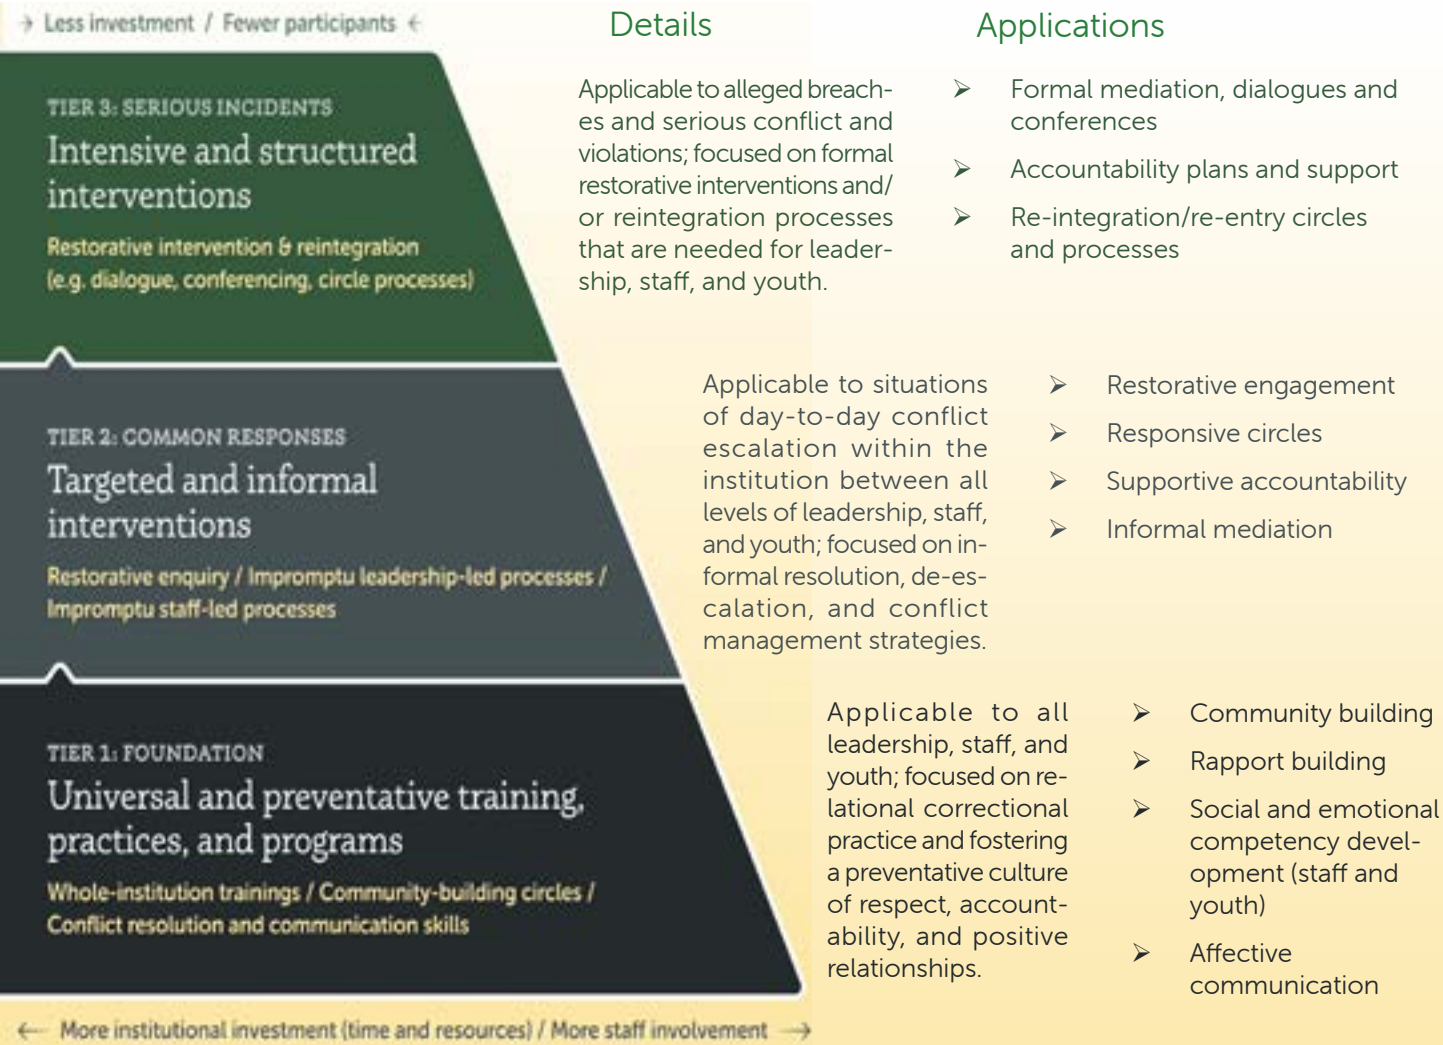 → Less investment / Fewer participants ←
Details
Applications
TIER 3: SERIOUS INCIDENTS
Intensive and structured
interventions
Restorative intervention & reintegration
(e.g. dialogue, conferencing, circle processes)
Applicable to alleged breach-
es and serious conflict and
violations; focused on formal
restorative interventions and/
or reintegration processes
that are needed for leader-
ship, staff, and youth.
➢ Formal mediation, dialogues and
conferences
➢ Accountability plans and support
➢ Re-integration/re-entry circles
and processes
TIER 2: COMMON RESPONSES
Targeted and informal
interventions
Restorative enquiry / Impromptu leadership-led processes /
Impromptu staff-led processes
Applicable to situations
of day-to-day conflict
escalation within the
institution between all
levels of leadership, staff,
and youth; focused on in-
formal resolution, de-es-
calation, and conflict
management strategies.
➢ Restorative engagement
➢ Responsive circles
➢ Supportive accountability
➢ Informal mediation
TIER 1: FOUNDATION
Universal and preventative training,
practices, and programs
Whole-institution trainings / Community-building circles /
Conflict resolution and communication skills
Applicable to all
leadership, staff, and
youth; focused on re-
lational correctional
practice and fostering
a preventative culture
of respect, account-
ability, and positive
relationships.
➢ Community building
➢ Rapport building
➢ Social and emotional
competency devel-
opment (staff and
youth)
➢ Affective
communication
← More institutional investment (time and resources) / More staff involvement →